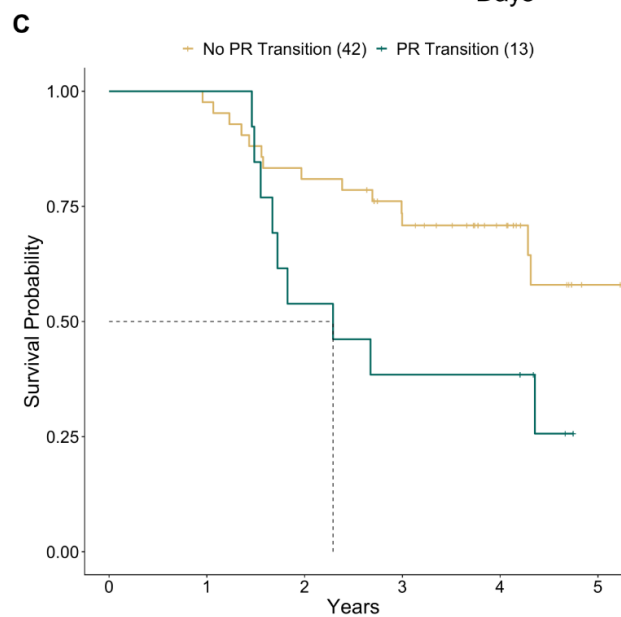 Days
C
No PR Transition (42) PR Transition (13)
1.00
0.75
0.50
0.25
0.00
Survival Probability
0 1 2 3 4 5
Years